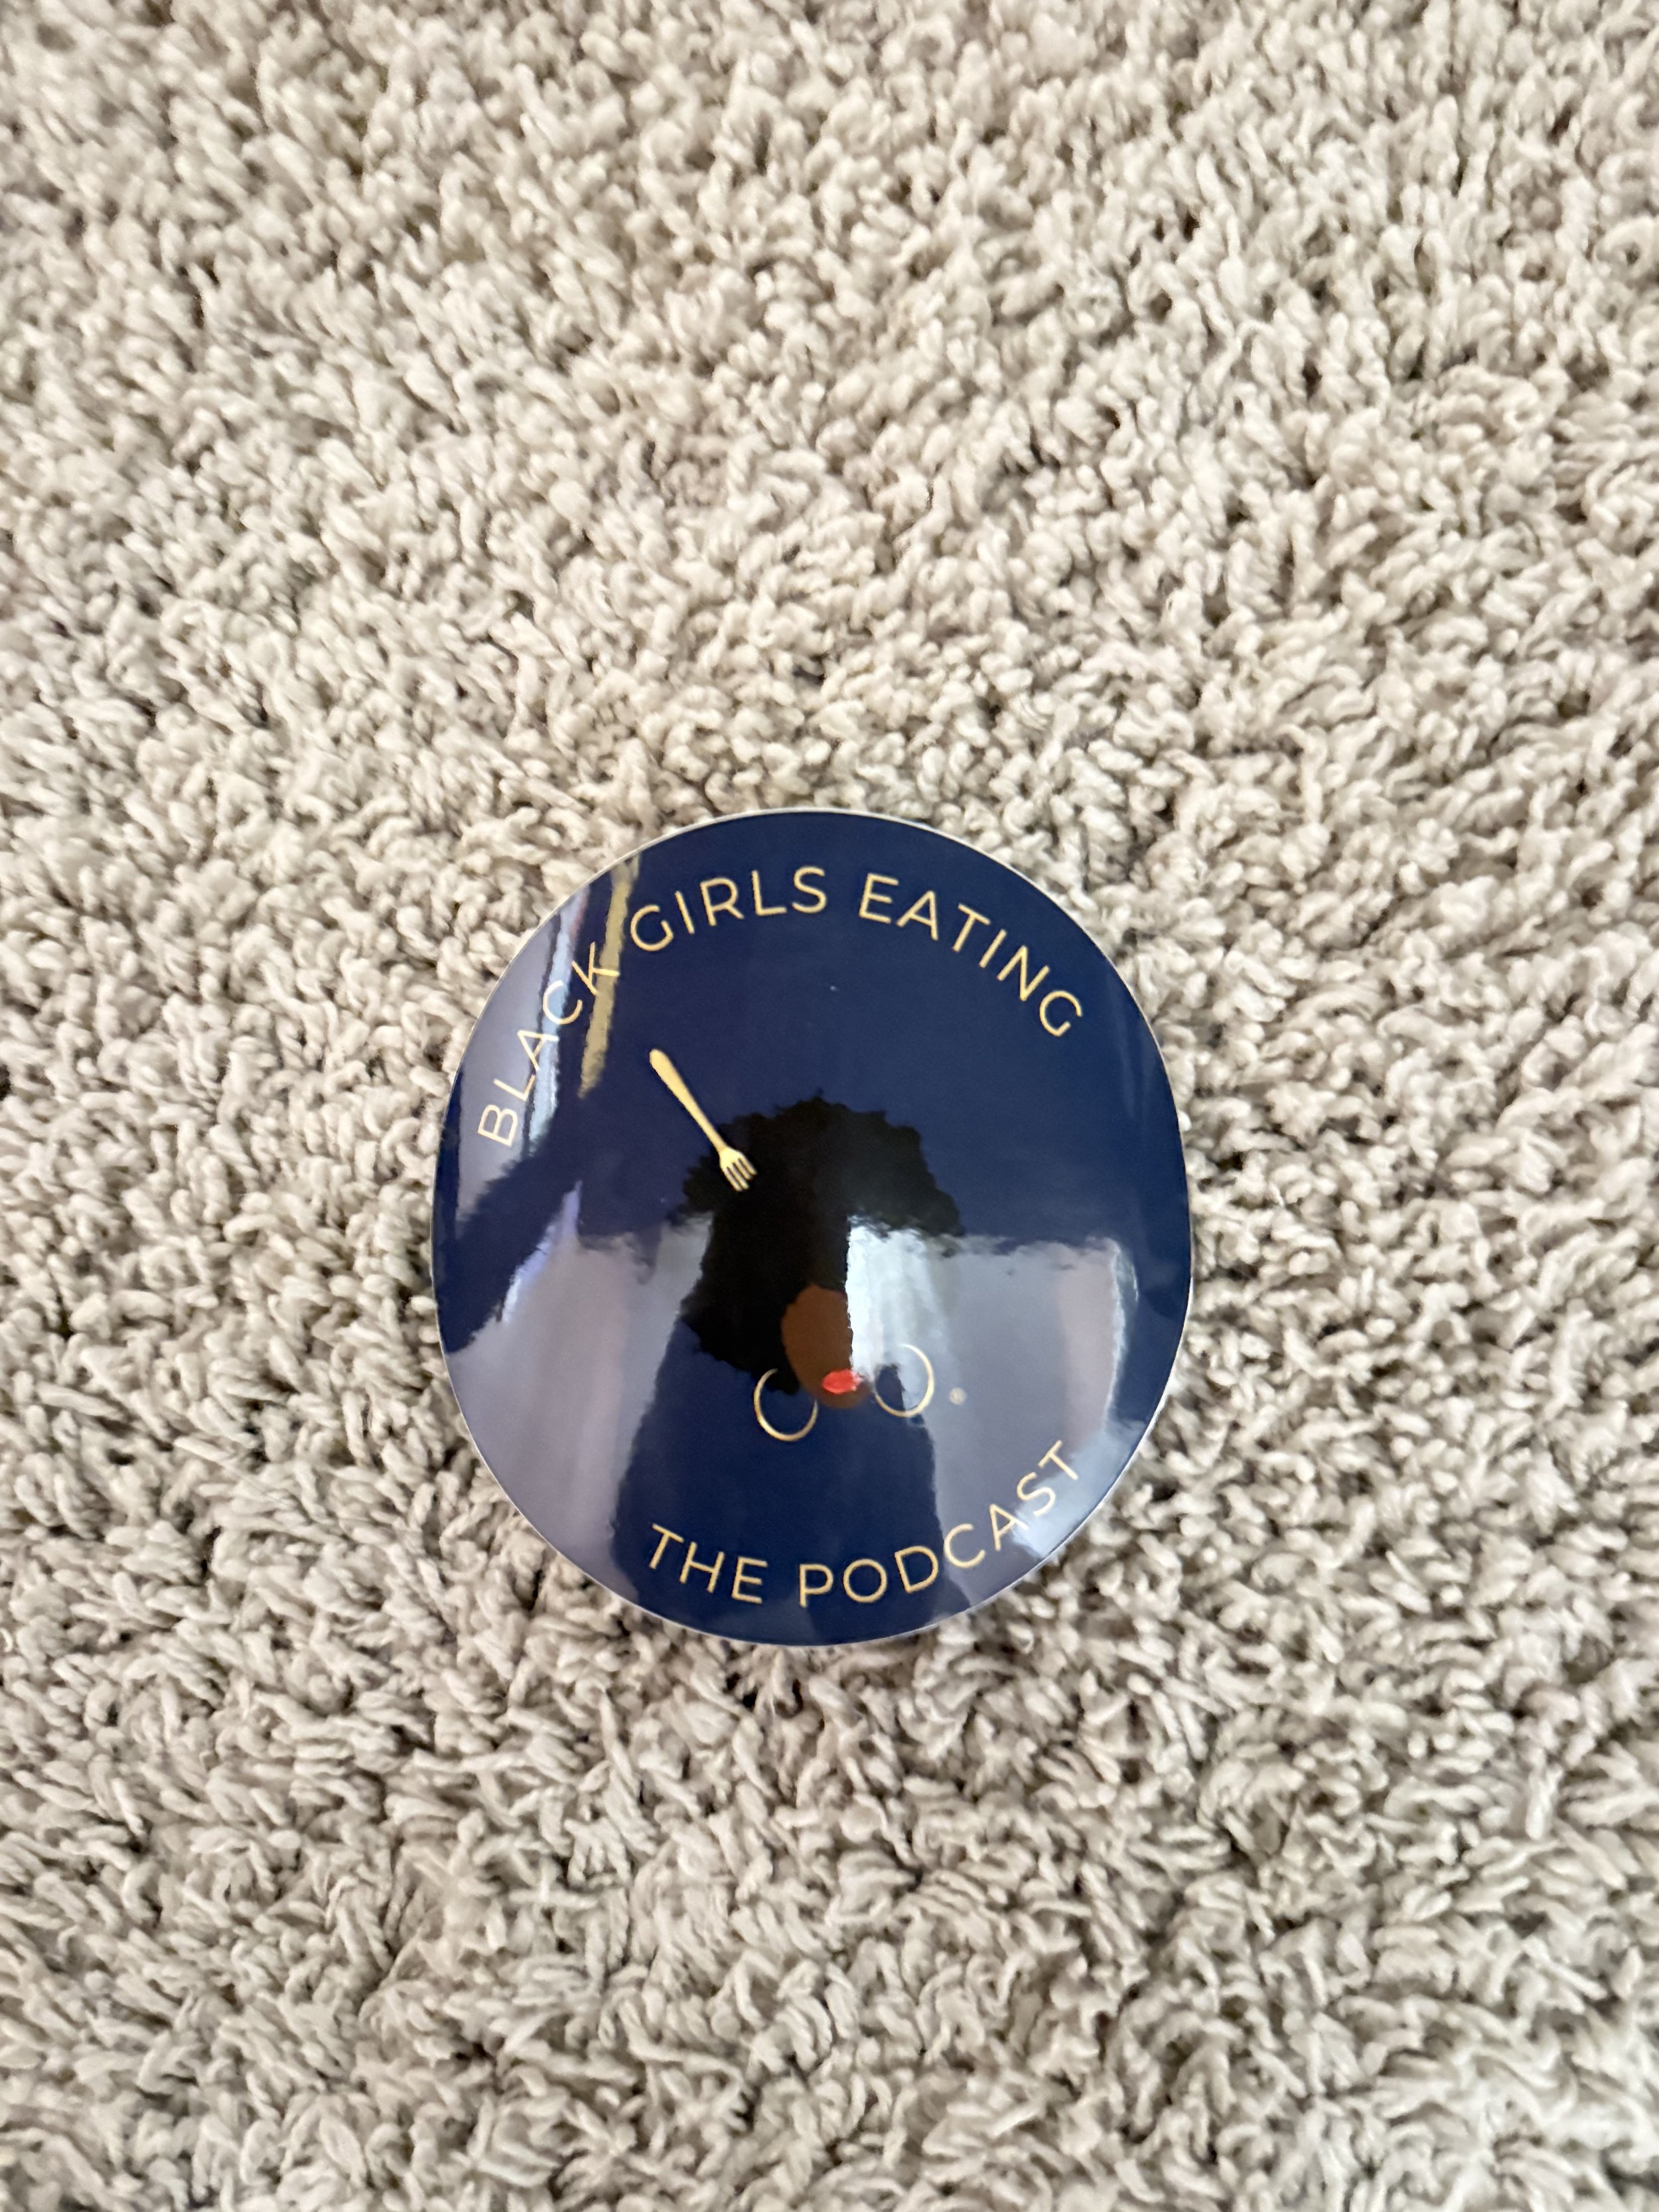 BLACK GIRLS EATING
®
THE PODCAST